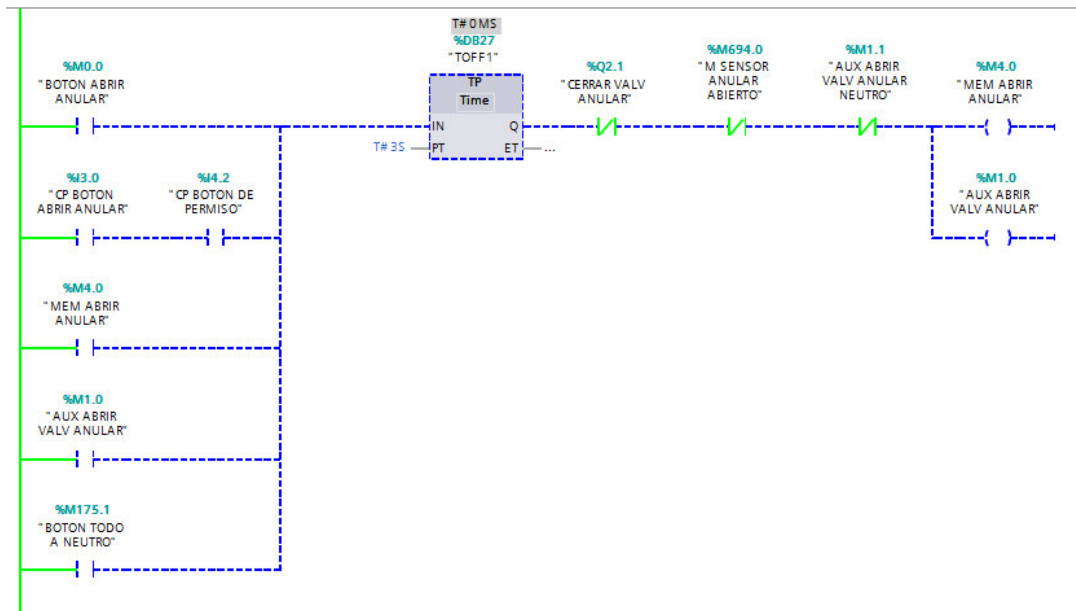 T# 0 MS
%DB27
"TOFF1"
%M0.0
"BOTON ABRIR
ANULAR"
TP
Time
IN
Q
T# 3S
PT
ET
...
%Q2.1
"CERRAR VALV
ANULAR"
%M694.0
"M SENSOR
ANULAR
ABIERTO"
%M1.1
"AUX ABRIR
VALV ANULAR
NEUTRO"
%M4.0
"MEM ABRIR
ANULAR"
%I3.0
"CP BOTON
ABRIR ANULAR"
%I4.2
"CP BOTON DE
PERMISO"
%M1.0
"AUX ABRIR
VALV ANULAR"
%M4.0
"MEM ABRIR
ANULAR"
%M1.0
"AUX ABRIR
VALV ANULAR"
%M175.1
"BOTON TODO
A NEUTRO"